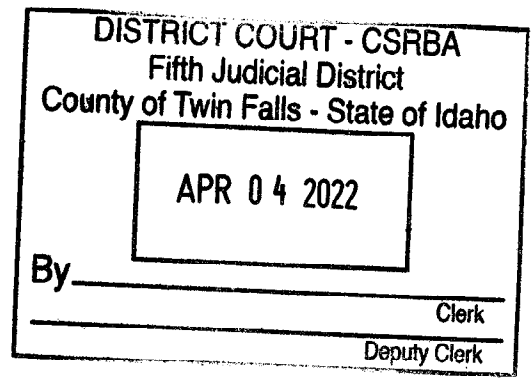 DISTRICT COURT - CSRBA
Fifth Judicial District
County of Twin Falls - State of Idaho
APR 04 2022
By
Clerk
Deputy Clerk